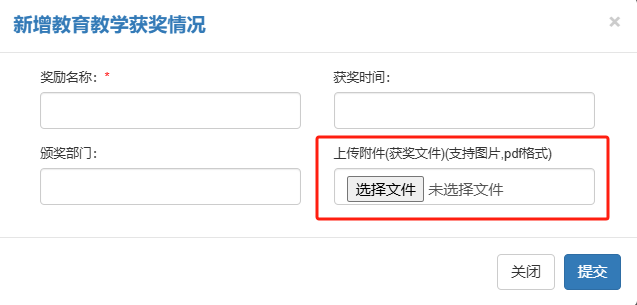 新增教育教学获奖情况
×
奖励名称：*
获奖时间：
颁奖部门：
上传附件(获奖文件)(支持图片,pdf格式)
选择文件 未选择文件
关闭
提交